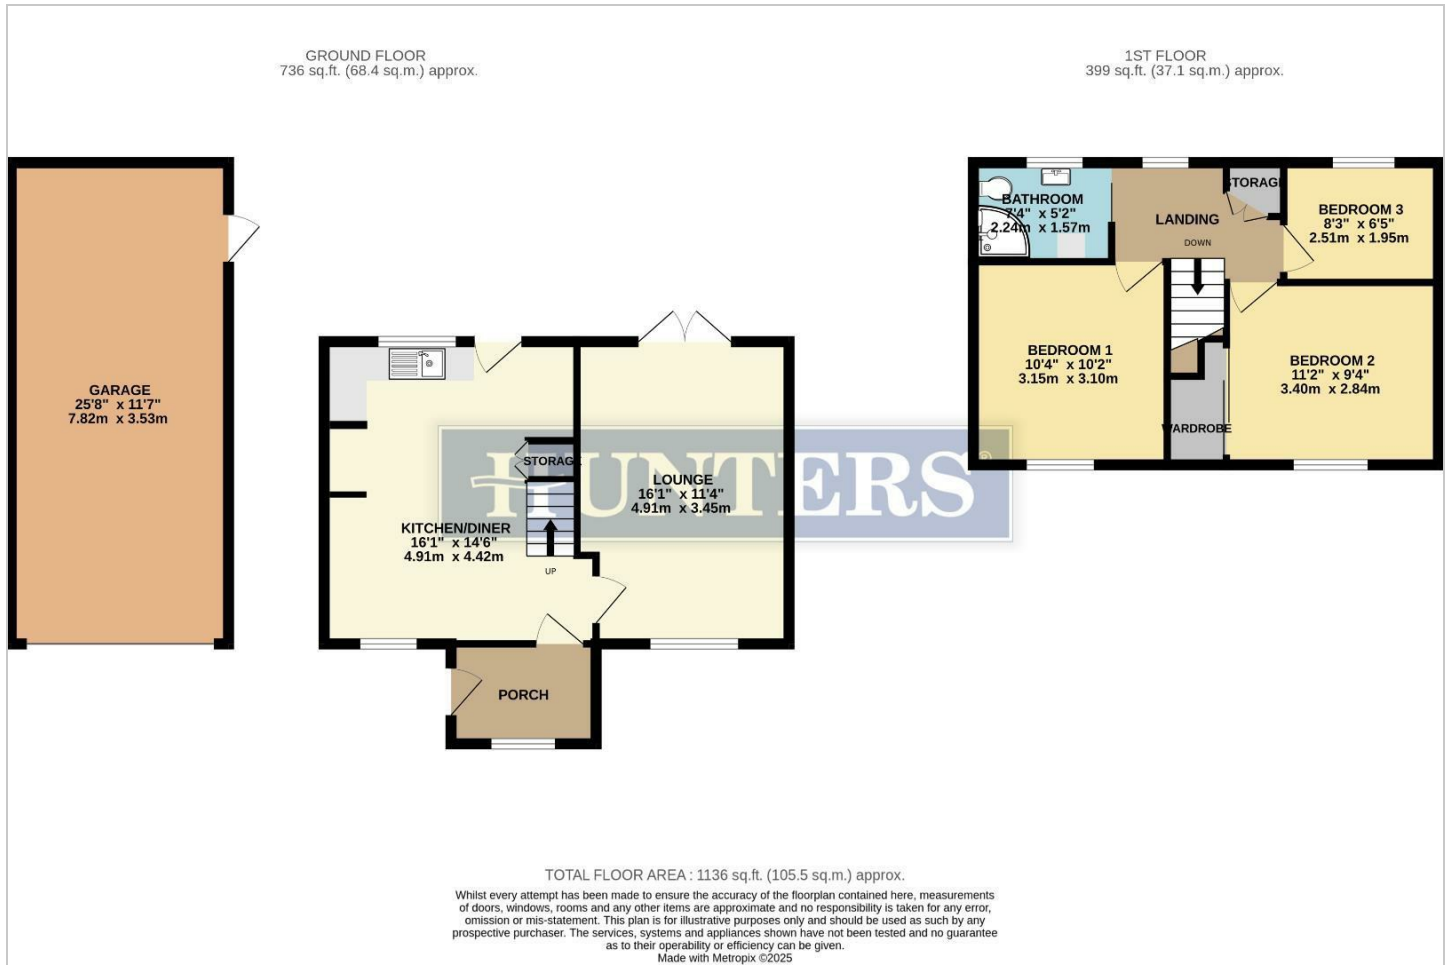 GROUND FLOOR
736 sq.ft. (68.4 sq.m.) approx.
1ST FLOOR
399 sq.ft. (37.1 sq.m.) approx.
GARAGE
25'8" x 11'7"
7.82m x 3.53m
KITCHEN/DINER
16'1" x 14'6"
4.91m x 4.42m
STORAGE
UP
LOUNGE
16'1" x 11'4"
4.91m x 3.45m
PORCH
HUNTERS®
BATHROOM
7'4" x 5'2"
2.24m x 1.57m
LANDING
DOWN
STORAGE
BEDROOM 3
8'3" x 6'5"
2.51m x 1.95m
BEDROOM 1
10'4" x 10'2"
3.15m x 3.10m
WARDROBE
BEDROOM 2
11'2" x 9'4"
3.40m x 2.84m
TOTAL FLOOR AREA : 1136 sq.ft. (105.5 sq.m.) approx.
Whilst every attempt has been made to ensure the accuracy of the floorplan contained here, measurements
of doors, windows, rooms and any other items are approximate and no responsibility is taken for any error,
omission or mis-statement. This plan is for illustrative purposes only and should be used as such by any
prospective purchaser. The services, systems and appliances shown have not been tested and no guarantee
as to their operability or efficiency can be given.
Made with Metropix ©2025